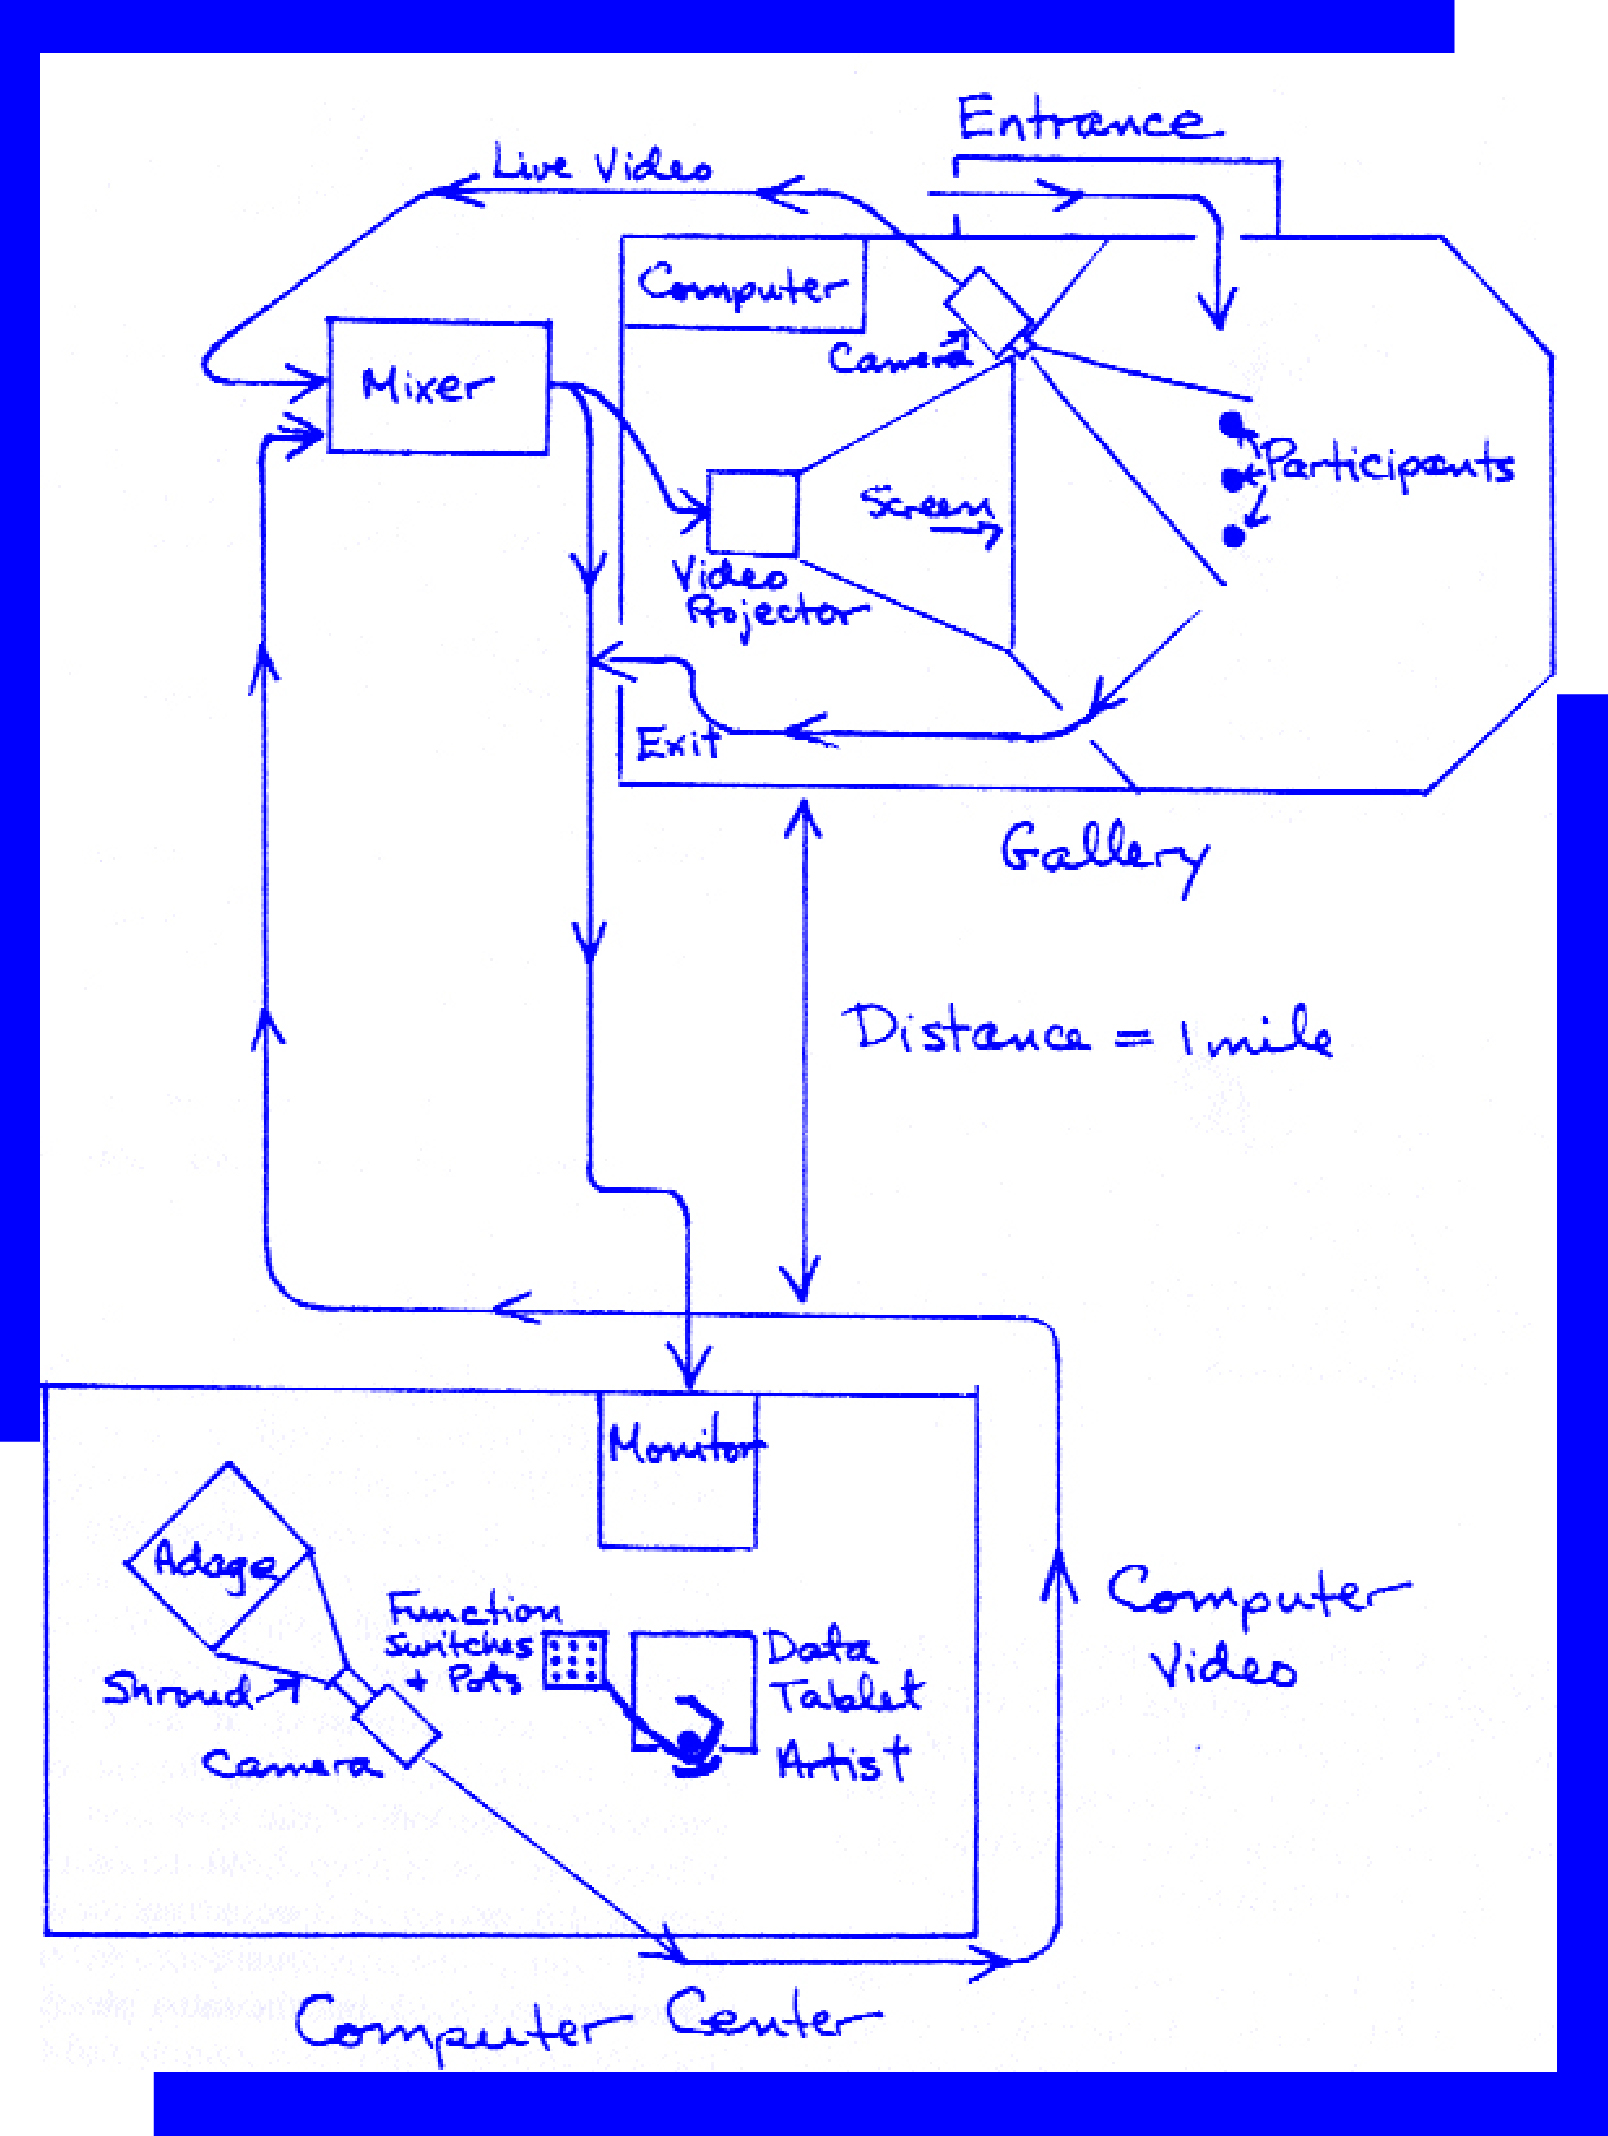 Entrance
Live Video
Computer
Camera
Mixer
Participants
Screen
Video
Projector
Exit
Gallery
Distance = 1 mile
Monitor
Adage
Function
Switches
+ Pots
Data
Tablet
Artist
Shroud
Camera
Computer
Video
Computer Center